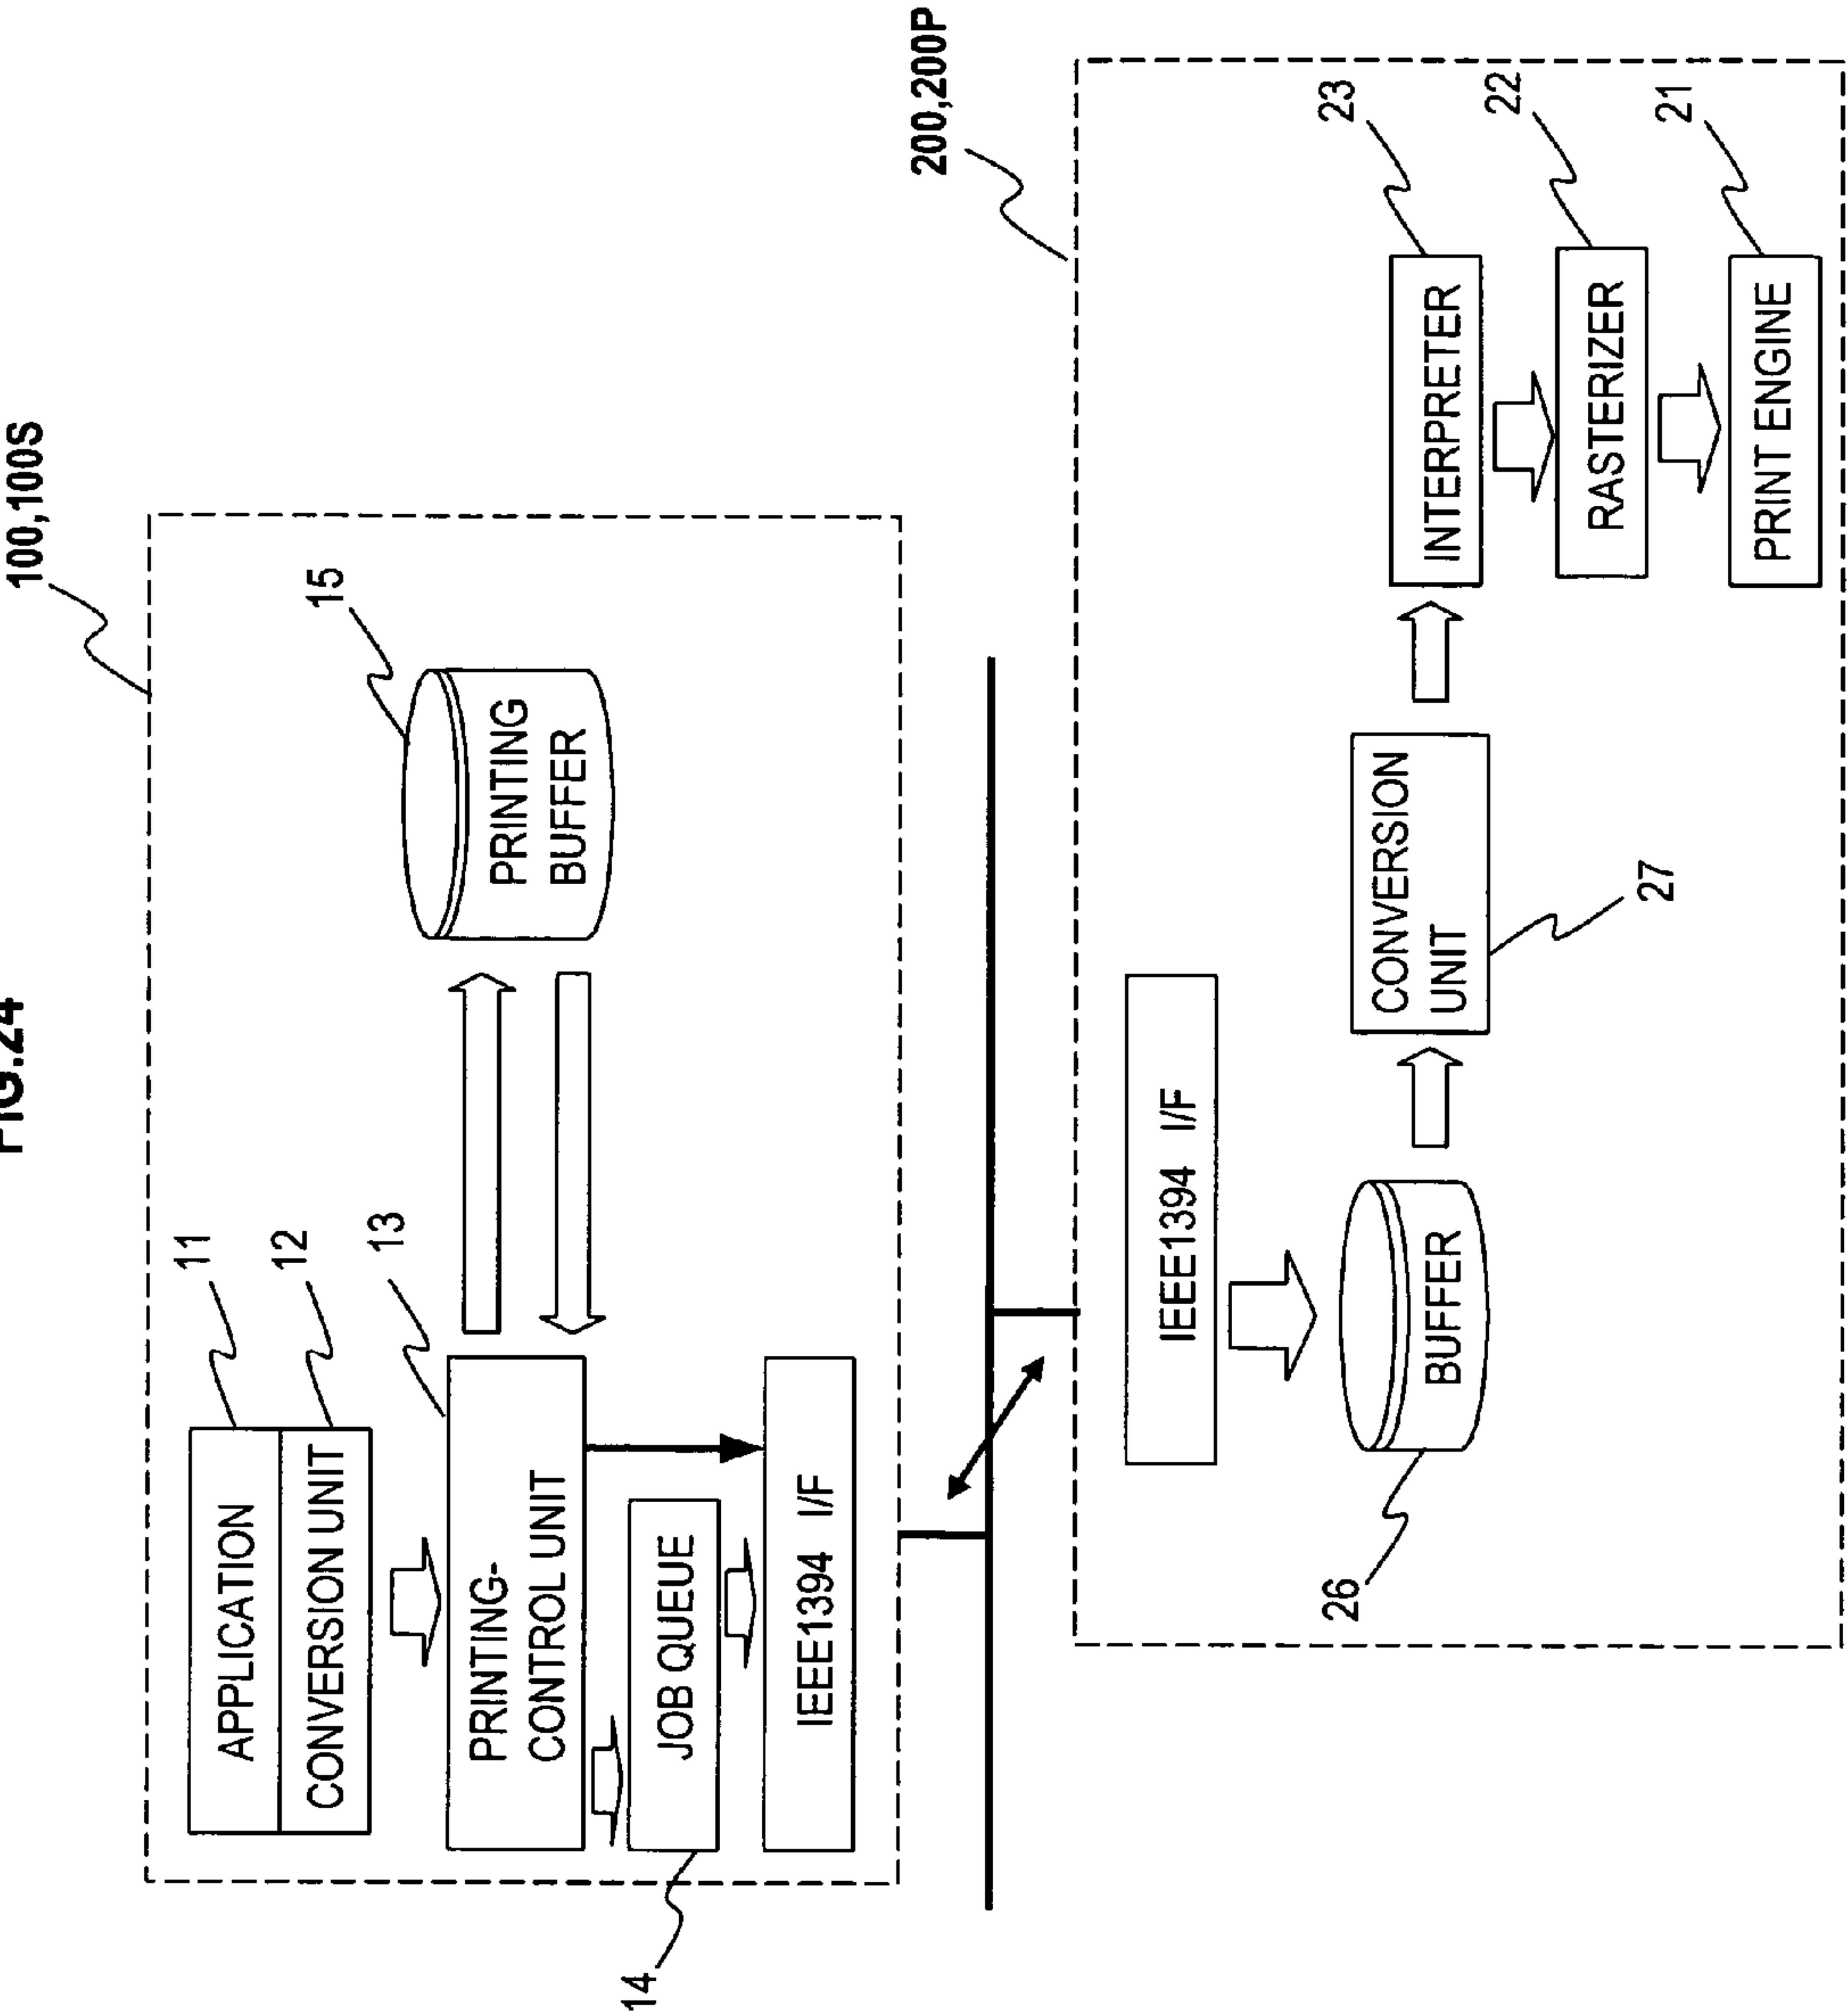 FIG.24
100,100S
11
APPLICATION
12
CONVERSION UNIT
13
PRINTING-
CONTROL UNIT
15
PRINTING
BUFFER
14
JOB QUEUE
IEEE1394 I/F
200,200P
IEEE1394 I/F
26
BUFFER
CONVERSION
UNIT
27
23
INTERPRETER
22
RASTERIZER
21
PRINT ENGINE